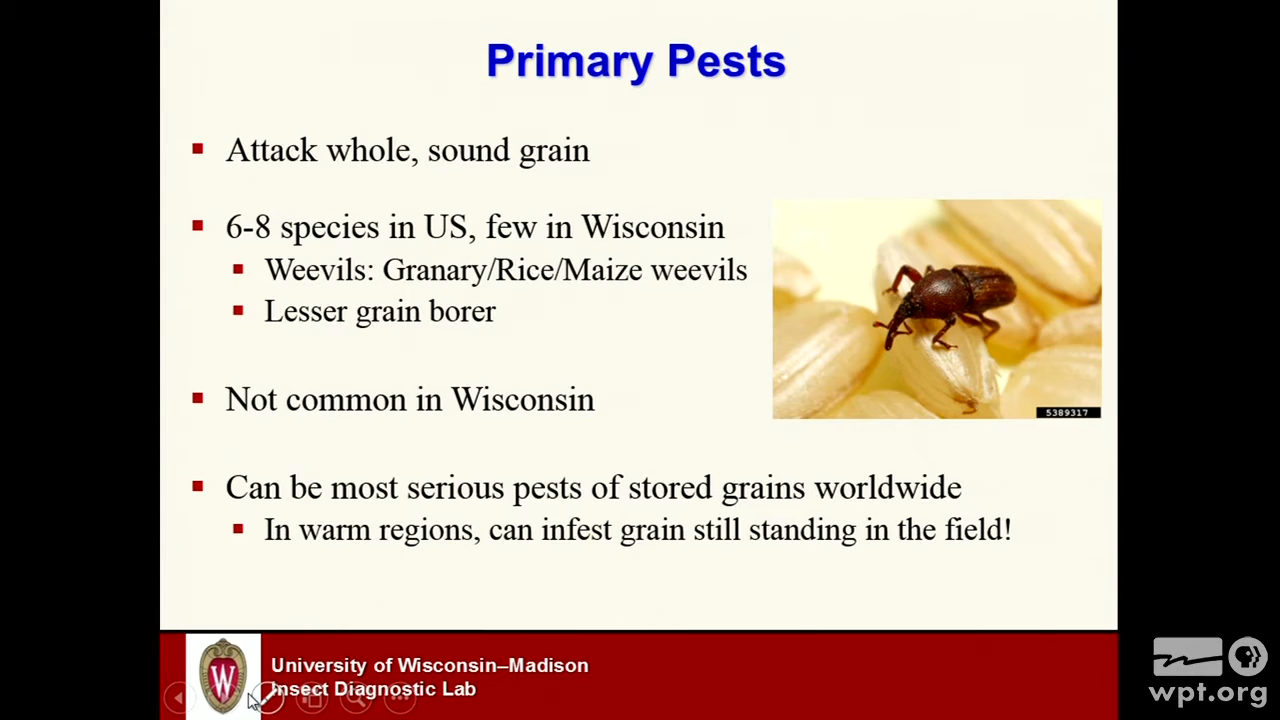 Primary Pests
Attack whole, sound grain
6-8 species in US, few in Wisconsin
Weevils: Granary/Rice/Maize weevils
Lesser grain borer
5389317
Not common in Wisconsin
Can be most serious pests of stored grains worldwide
In warm regions, can infest grain still standing in the field!
W
University of Wisconsin–Madison
Insect Diagnostic Lab
wpt.org